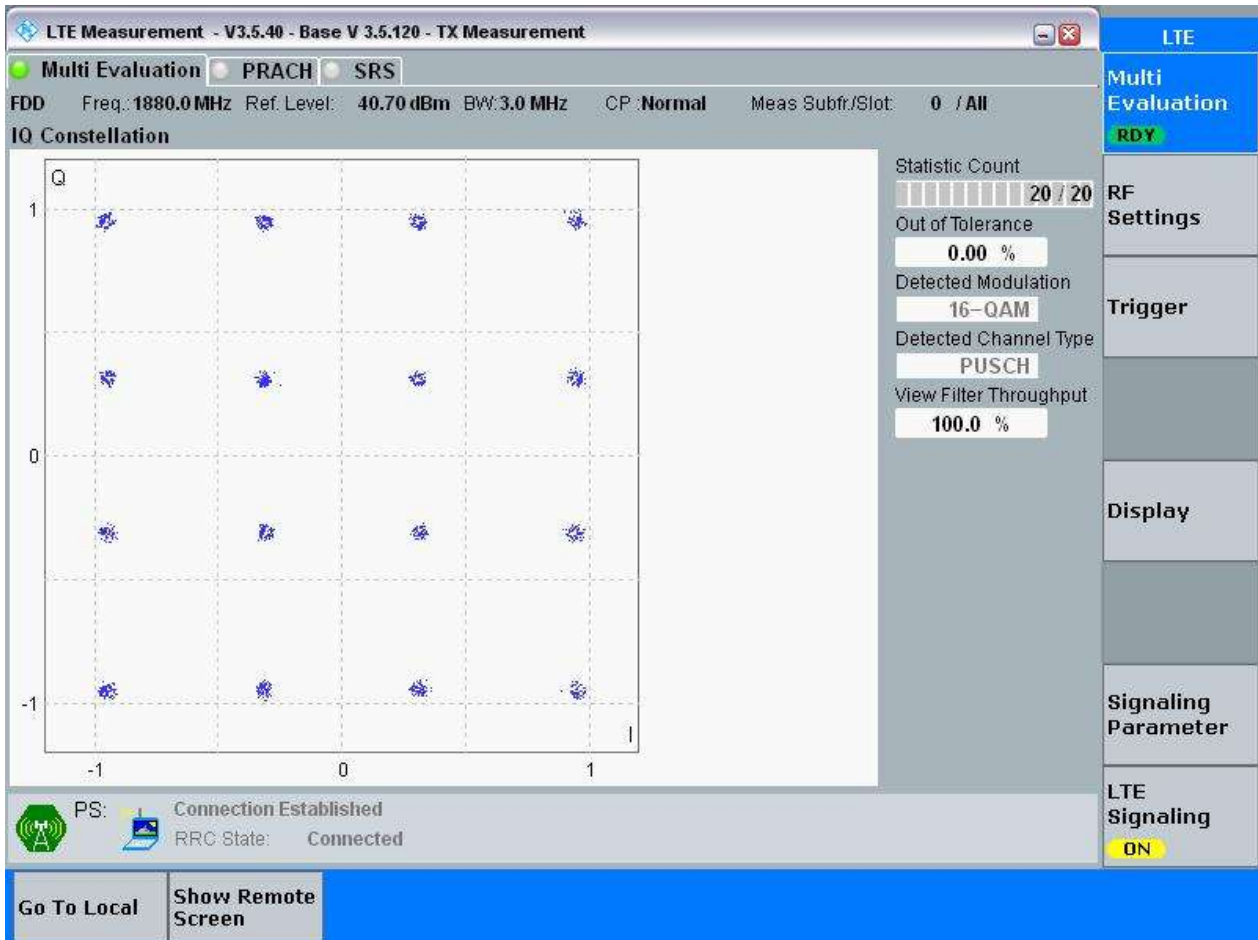 LTE Measurement - V3.5.40 - Base V 3.5.120 - TX Measurement
LTE
Multi Evaluation PRACH SRS
Multi Evaluation
RDY
FDD Freq.: 1880.0 MHz Ref. Level: 40.70 dBm BW: 3.0 MHz CP : Normal Meas Subfr./Slot: 0 / All
IQ Constellation
Q
1
0
-1
I
-1 0 1
Statistic Count
20 / 20
Out of Tolerance
0.00 %
Detected Modulation
16-QAM
Detected Channel Type
PUSCH
View Filter Throughput
100.0 %
RF Settings
Trigger
Display
Signaling Parameter
LTE Signaling
ON
PS: Connection Established
RRC State: Connected
Go To Local
Show Remote Screen